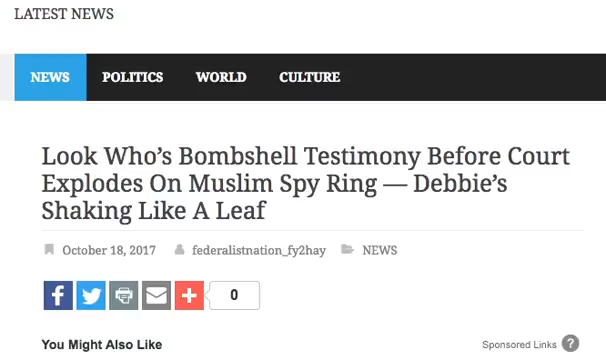 LATEST NEWS
NEWS POLITICS WORLD CULTURE
Look Who's Bombshell Testimony Before Court
Explodes On Muslim Spy Ring — Debbie's
Shaking Like A Leaf
October 18, 2017 federalistnation_fy2hay NEWS
f + 0
You Might Also Like Sponsored Links ?